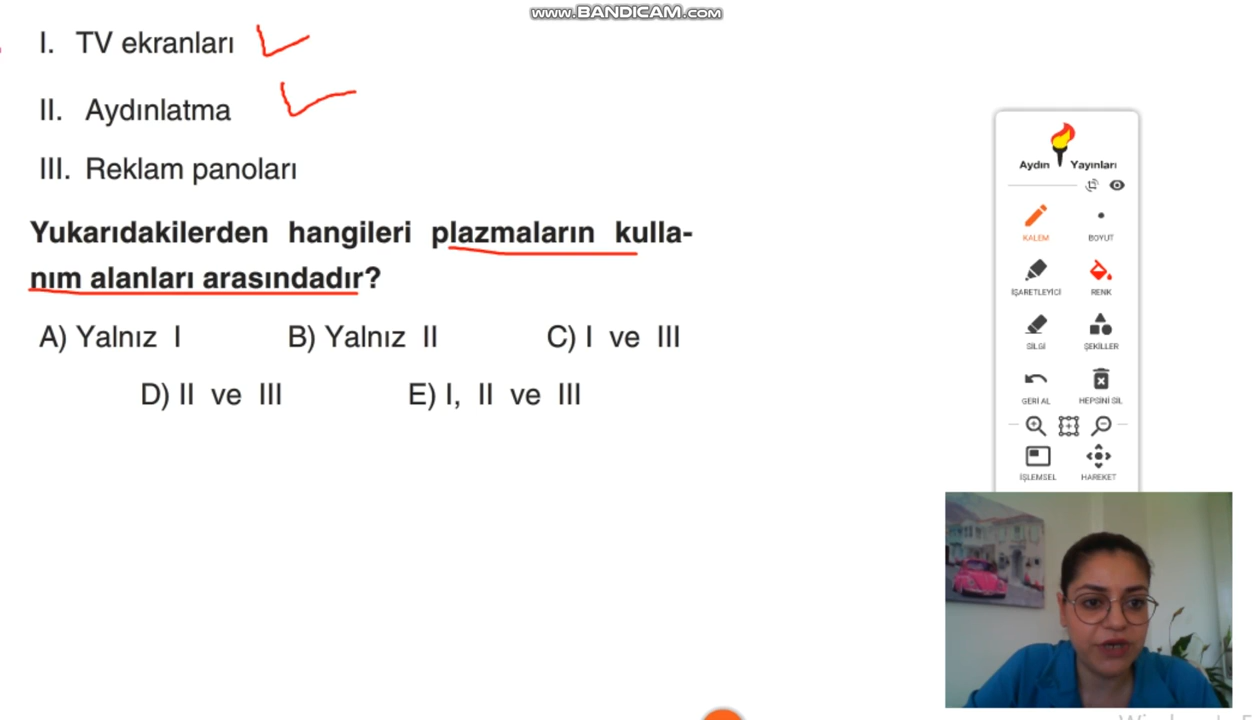 www.BANDICAM.com
I. TV ekranları
II. Aydınlatma
III. Reklam panoları
Yukarıdakilerden hangileri plazmaların kulla-
nım alanları arasındadır?
A) Yalnız I B) Yalnız II C) I ve III
D) II ve III E) I, II ve III
Aydın Yayınları
KALEM BOYUT
İŞARETLEYİCİ RENK
SİLGİ ŞEKİLLER
GERİ AL HEPSİNİ SİL
İŞLEMSEL HAREKET